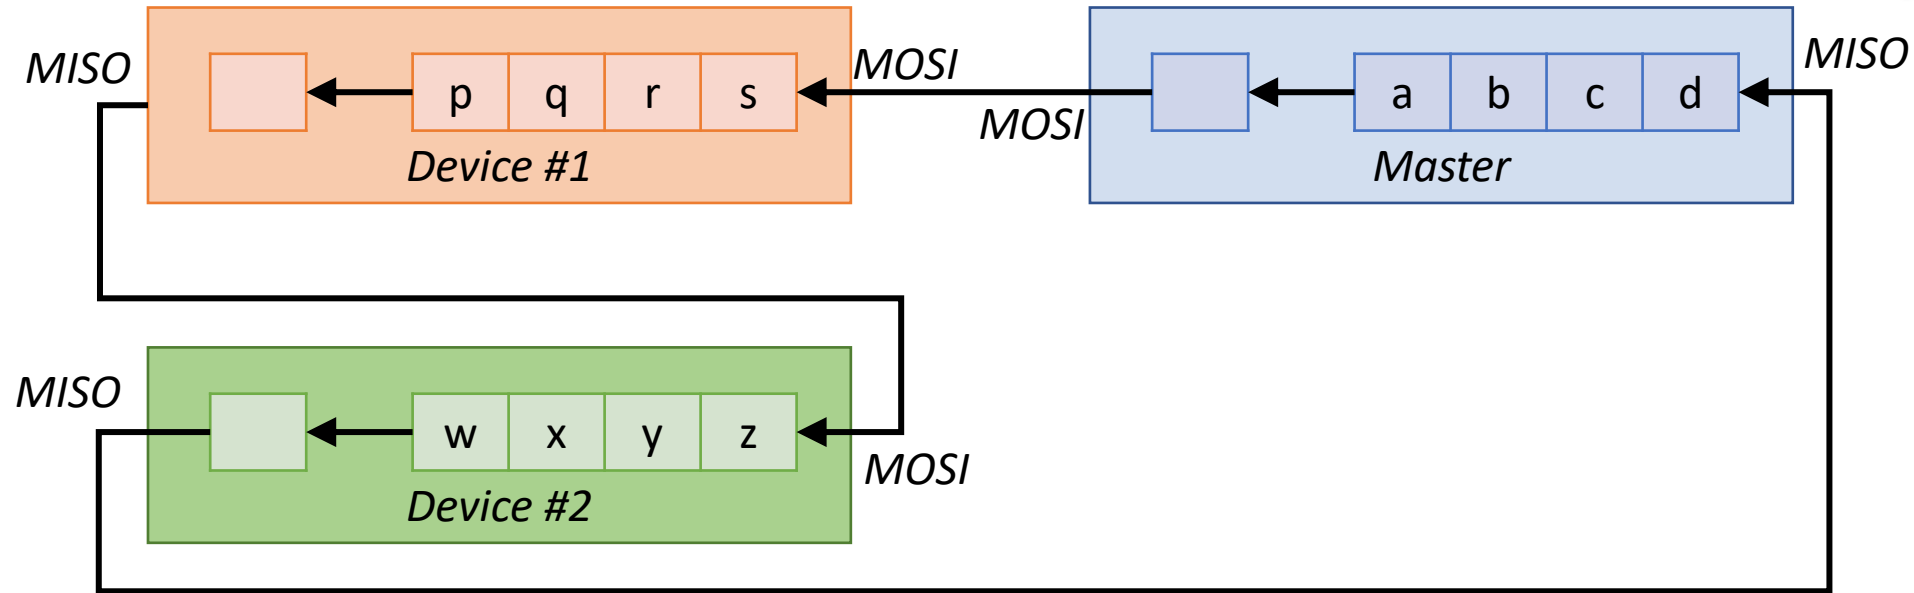 MISO
p q r s
Device #1
MOSI
MOSI
a b c d
Master
MISO
MISO
w x y z
Device #2
MOSI